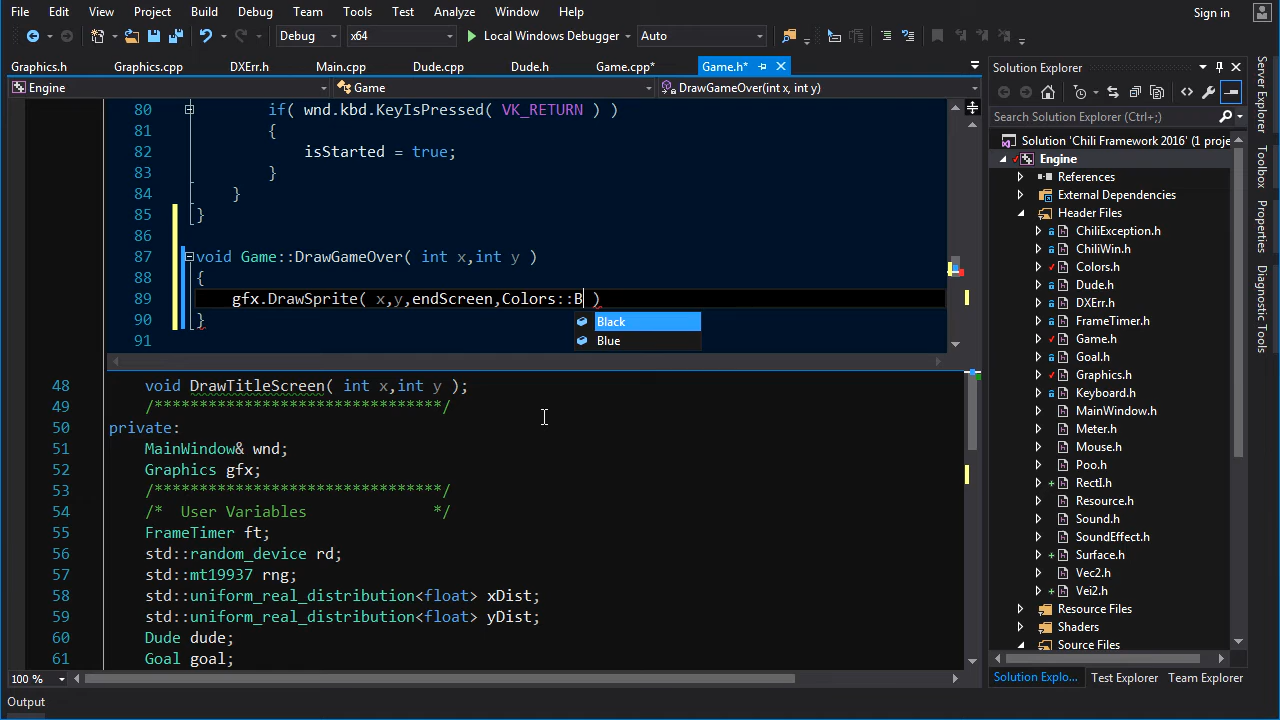 File Edit View Project Build Debug Team Tools Test Analyze Window Help Sign in
Debug x64 Local Windows Debugger Auto
Graphics.h Graphics.cpp DXErr.h Main.cpp Dude.cpp Dude.h Game.cpp* Game.h*
Engine Game DrawGameOver(int x, int y)
80 if( wnd.kbd.KeyIsPressed( VK_RETURN ) )
81 {
82 isStarted = true;
83 }
84 }
85 }
86
87 void Game::DrawGameOver( int x,int y )
88 {
89 gfx.DrawSprite( x,y,endScreen,Colors::B )
90 }
91
Black
Blue
48 void DrawTitleScreen( int x,int y );
49 /********************************/
50 private:
51 MainWindow& wnd;
52 Graphics gfx;
53 /********************************/
54 /* User Variables */
55 FrameTimer ft;
56 std::random_device rd;
57 std::mt19937 rng;
58 std::uniform_real_distribution<float> xDist;
59 std::uniform_real_distribution<float> yDist;
60 Dude dude;
61 Goal goal;
100 %
Output
Solution Explorer
Search Solution Explorer (Ctrl+;)
Solution 'Chili Framework 2016' (1 proje
Engine
References
External Dependencies
Header Files
ChiliException.h
ChiliWin.h
Colors.h
Dude.h
DXErr.h
FrameTimer.h
Game.h
Goal.h
Graphics.h
Keyboard.h
MainWindow.h
Meter.h
Mouse.h
Poo.h
RectI.h
Resource.h
Sound.h
SoundEffect.h
Surface.h
Vec2.h
Vei2.h
Resource Files
Shaders
Source Files
Solution Explo... Test Explorer Team Explorer
Server Explorer
Toolbox
Properties
Diagnostic Tools